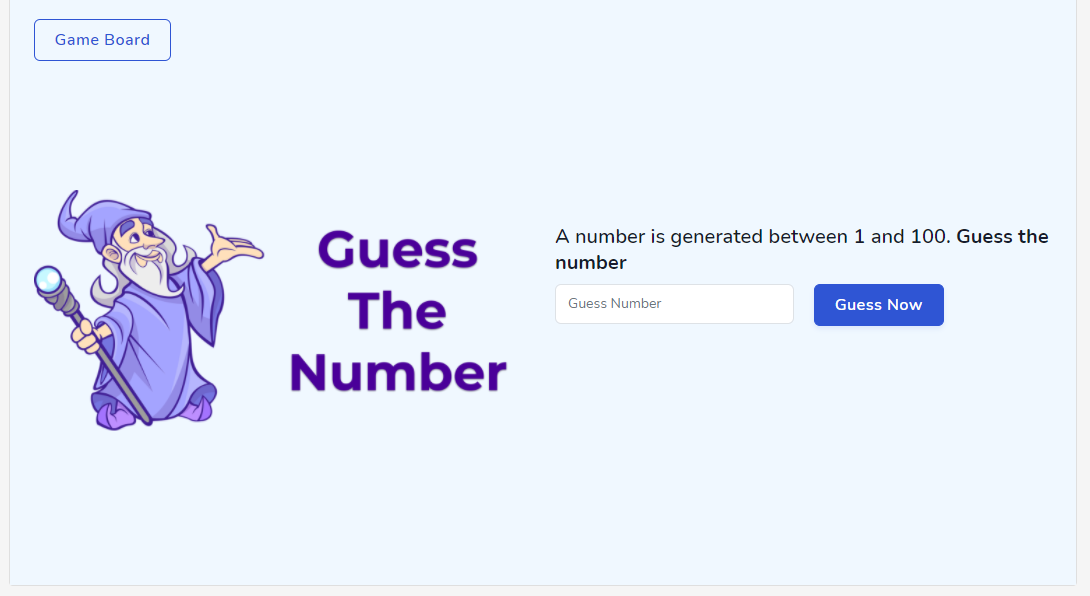 Game Board
Guess
The
Number
A number is generated between 1 and 100. Guess the
number
Guess Number
Guess Now